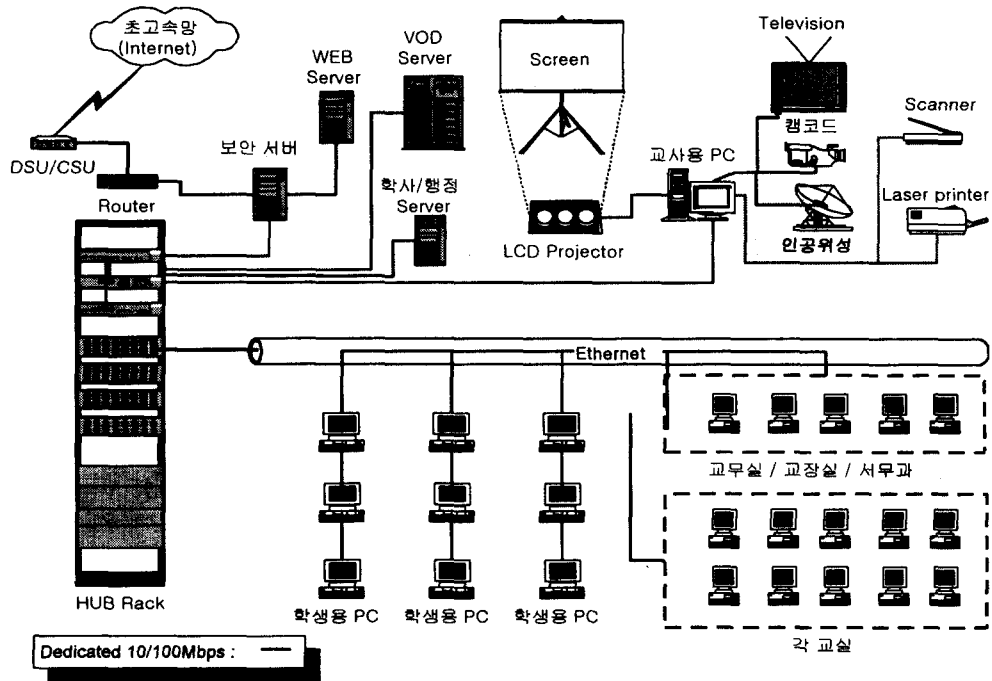 초고속망
(Internet)
DSU/CSU
Router
보안 서버
WEB
Server
VOD
Server
학사/행정
Server
Screen
LCD Projector
교사용 PC
Television
캠코드
인공위성
Scanner
Laser printer
HUB Rack
Ethernet
학생용 PC
학생용 PC
학생용 PC
교무실 / 교장실 / 서무과
각 교실
Dedicated 10/100Mbps :